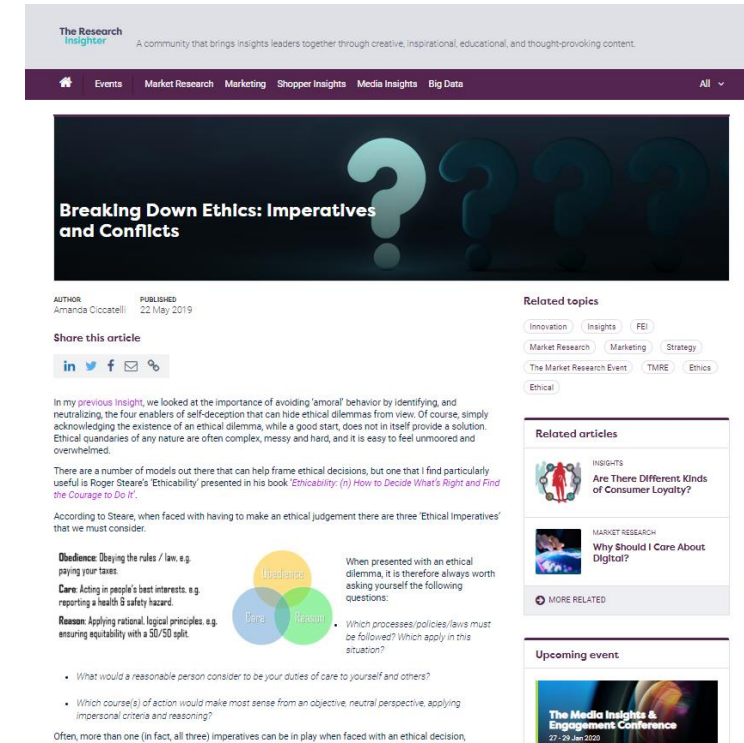 The Research
Insighter
A community that brings insights leaders together through creative, inspirational, educational, and thought-provoking content.
Events Market Research Marketing Shopper Insights Media Insights Big Data All
Breaking Down Ethics: Imperatives
and Conflicts
AUTHOR PUBLISHED
Amanda Ciccatelli 22 May 2019
Share this article
In my previous Insight, we looked at the importance of avoiding 'amoral' behavior by identifying, and
neutralizing, the four enablers of self-deception that can hide ethical dilemmas from view. Of course, simply
acknowledging the existence of an ethical dilemma, while a good start, does not in itself provide a solution.
Ethical quandaries of any nature are often complex, messy and hard, and it is easy to feel unmoored and
overwhelmed.
There are a number of models out there that can help frame ethical decisions, but one that I find particularly
useful is Roger Steare's 'Ethicability' presented in his book 'Ethicability: (n) How to Decide What's Right and Find
the Courage to Do It'.
According to Steare, when faced with having to make an ethical judgement there are three 'Ethical Imperatives'
that we must consider.
Obedience: Obeying the rules / law, e.g.
paying your taxes.
Care: Acting in people's best interests, e.g.
reporting a health & safety hazard.
Reason: Applying rational, logical principles, e.g.
ensuring equitability with a 50/50 split.
Obedience
Care Reason
When presented with an ethical
dilemma, it is therefore always worth
asking yourself the following
questions:
• Which processes/policies/laws must
be followed? Which apply in this
situation?
• What would a reasonable person consider to be your duties of care to yourself and others?
• Which course(s) of action would make most sense from an objective, neutral perspective, applying
impersonal criteria and reasoning?
Often, more than one (in fact, all three) imperatives can be in play when faced with an ethical decision,
Related topics
Innovation Insights FEI
Market Research Marketing Strategy
The Market Research Event TMRE Ethics
Ethical
Related articles
INSIGHTS
Are There Different Kinds
of Consumer Loyalty?
MARKET RESEARCH
Why Should I Care About
Digital?
MORE RELATED
Upcoming event
The Media Insights &
Engagement Conference
27 - 29 Jan 2020